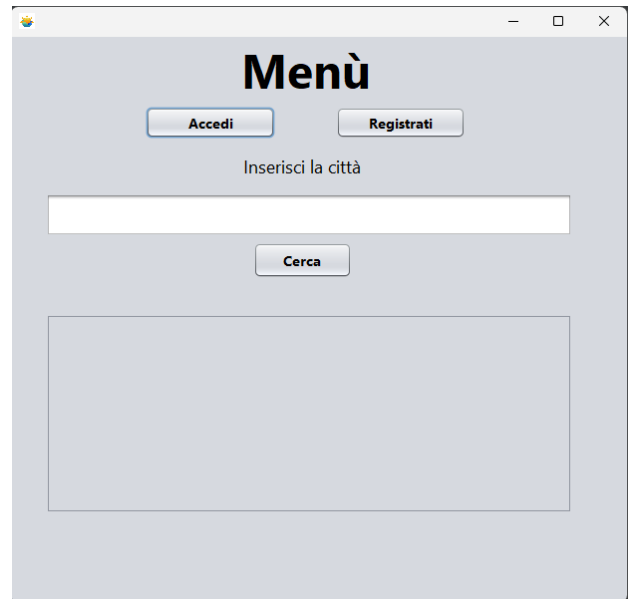 Menù
Accedi Registrati
Inserisci la città
Cerca